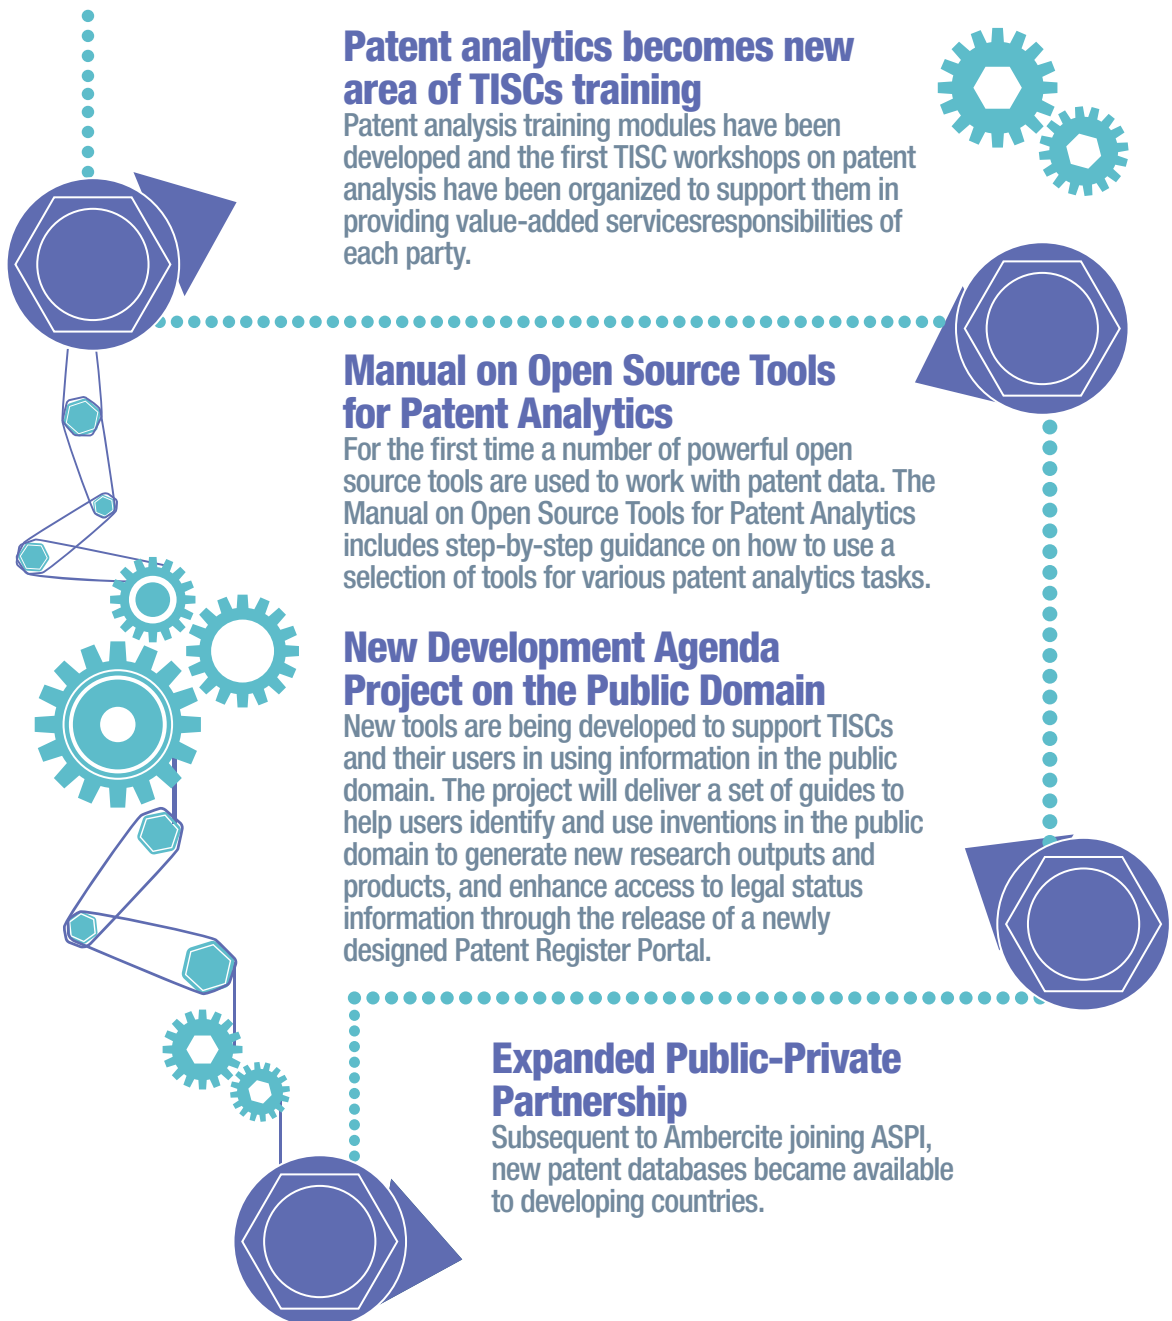 Patent analytics becomes new
area of TISCs training
Patent analysis training modules have been
developed and the first TISC workshops on patent
analysis have been organized to support them in
providing value-added servicesresponsibilities of
each party.
Manual on Open Source Tools
for Patent Analytics
For the first time a number of powerful open
source tools are used to work with patent data. The
Manual on Open Source Tools for Patent Analytics
includes step-by-step guidance on how to use a
selection of tools for various patent analytics tasks.
New Development Agenda
Project on the Public Domain
New tools are being developed to support TISCs
and their users in using information in the public
domain. The project will deliver a set of guides to
help users identify and use inventions in the public
domain to generate new research outputs and
products, and enhance access to legal status
information through the release of a newly
designed Patent Register Portal.
Expanded Public-Private
Partnership
Subsequent to Ambercite joining ASPI,
new patent databases became available
to developing countries.